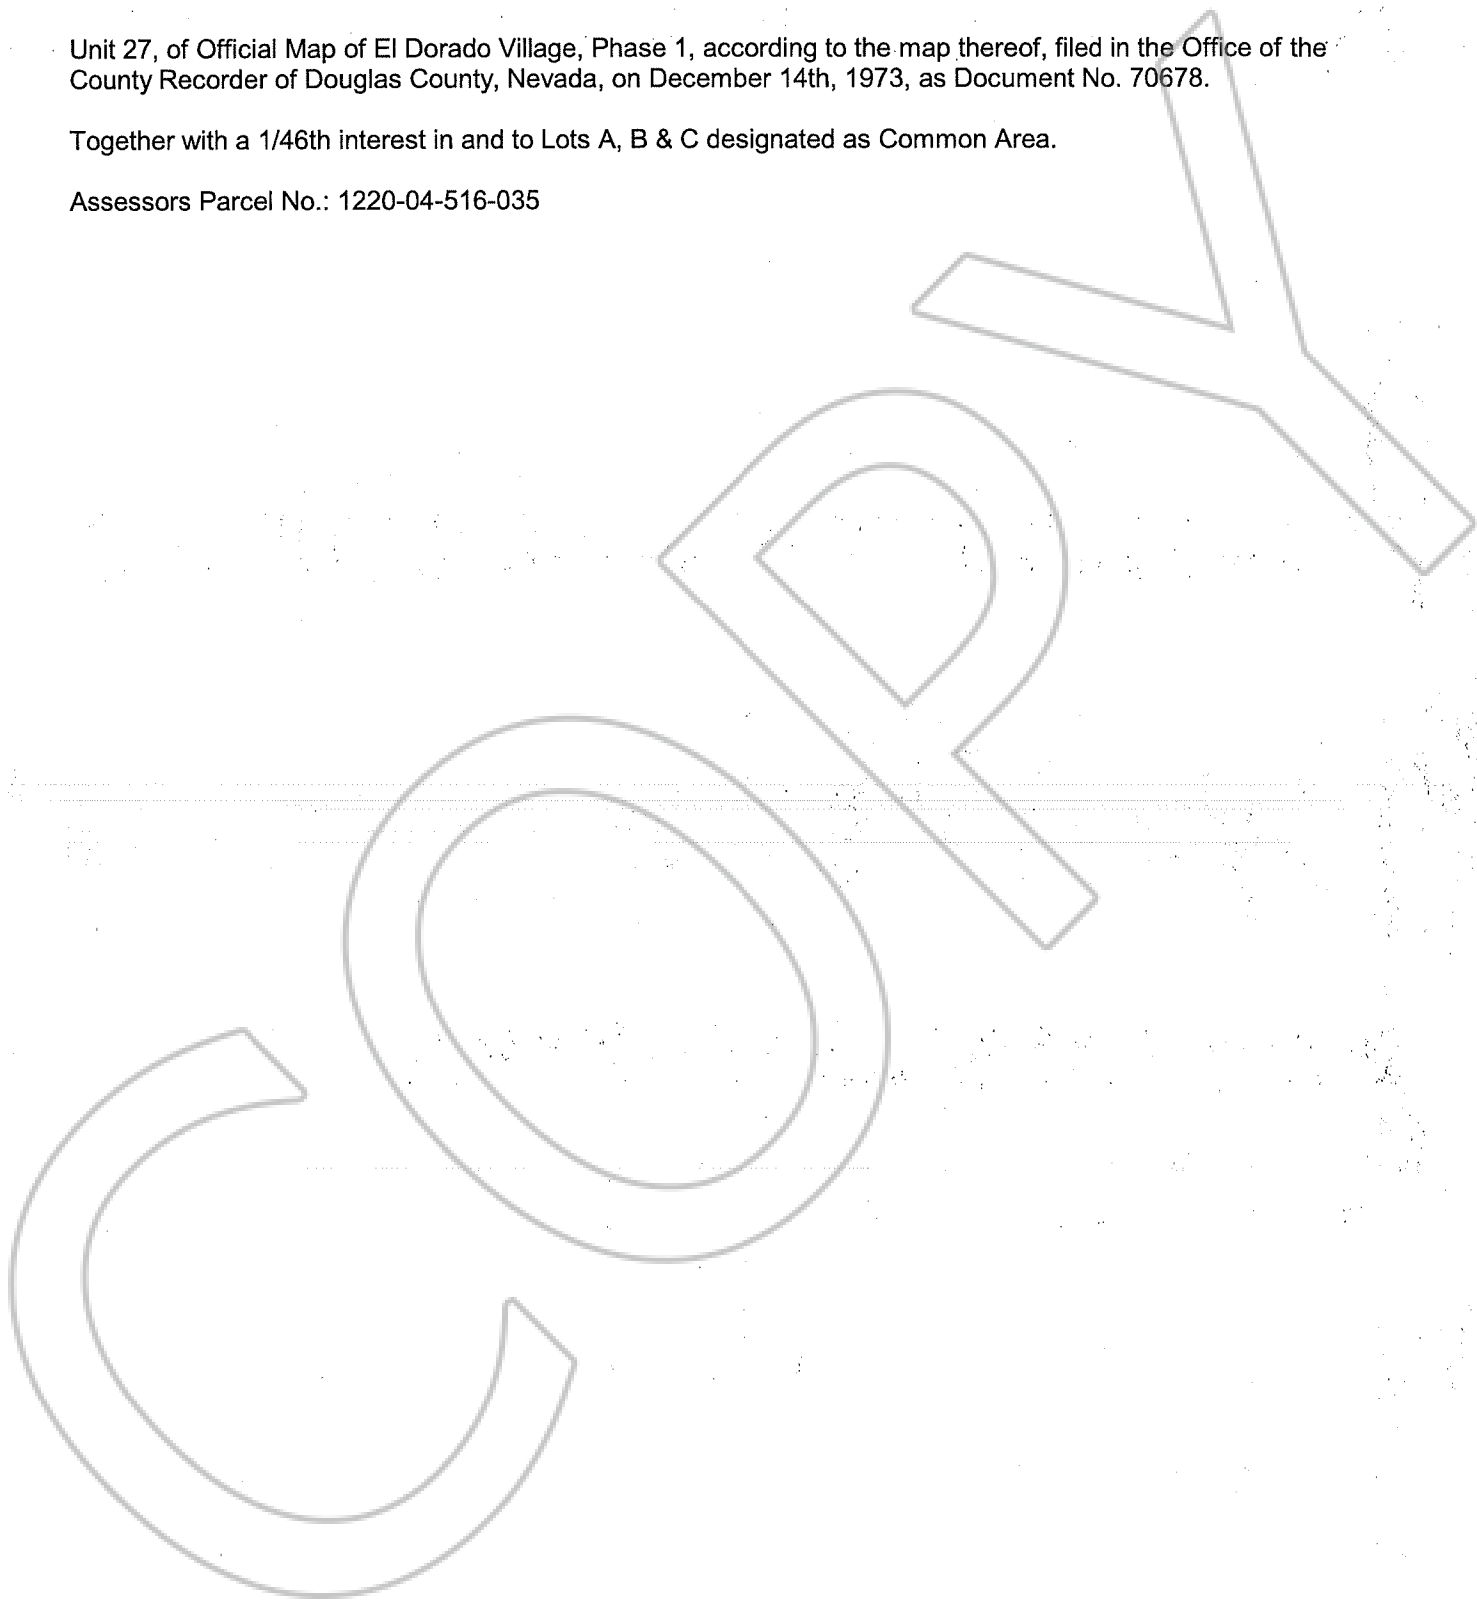 Unit 27, of Official Map of El Dorado Village, Phase 1, according to the map thereof, filed in the Office of the
County Recorder of Douglas County, Nevada, on December 14th, 1973, as Document No. 70678.
Together with a 1/46th interest in and to Lots A, B & C designated as Common Area.
Assessors Parcel No.: 1220-04-516-035
COPY